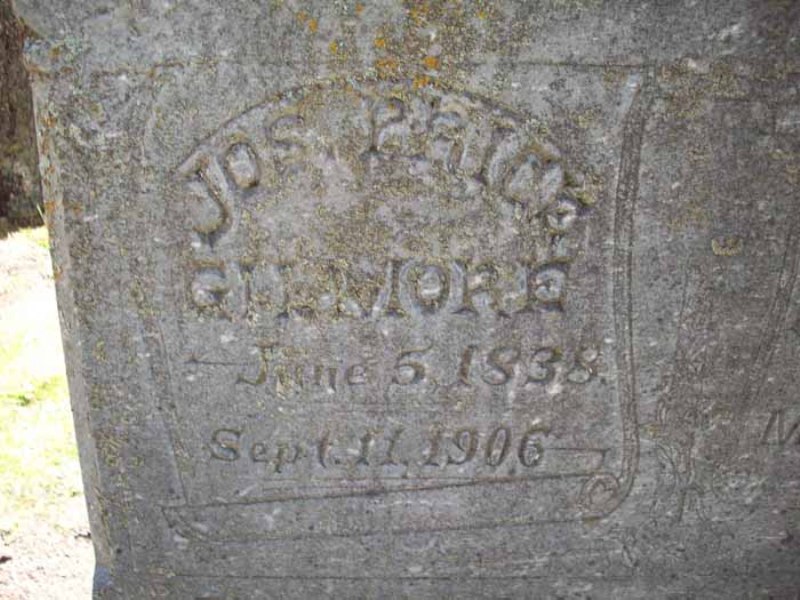 JOS. PRICE
GILMORE
June 5, 1838.
Sept. 11, 1906
M